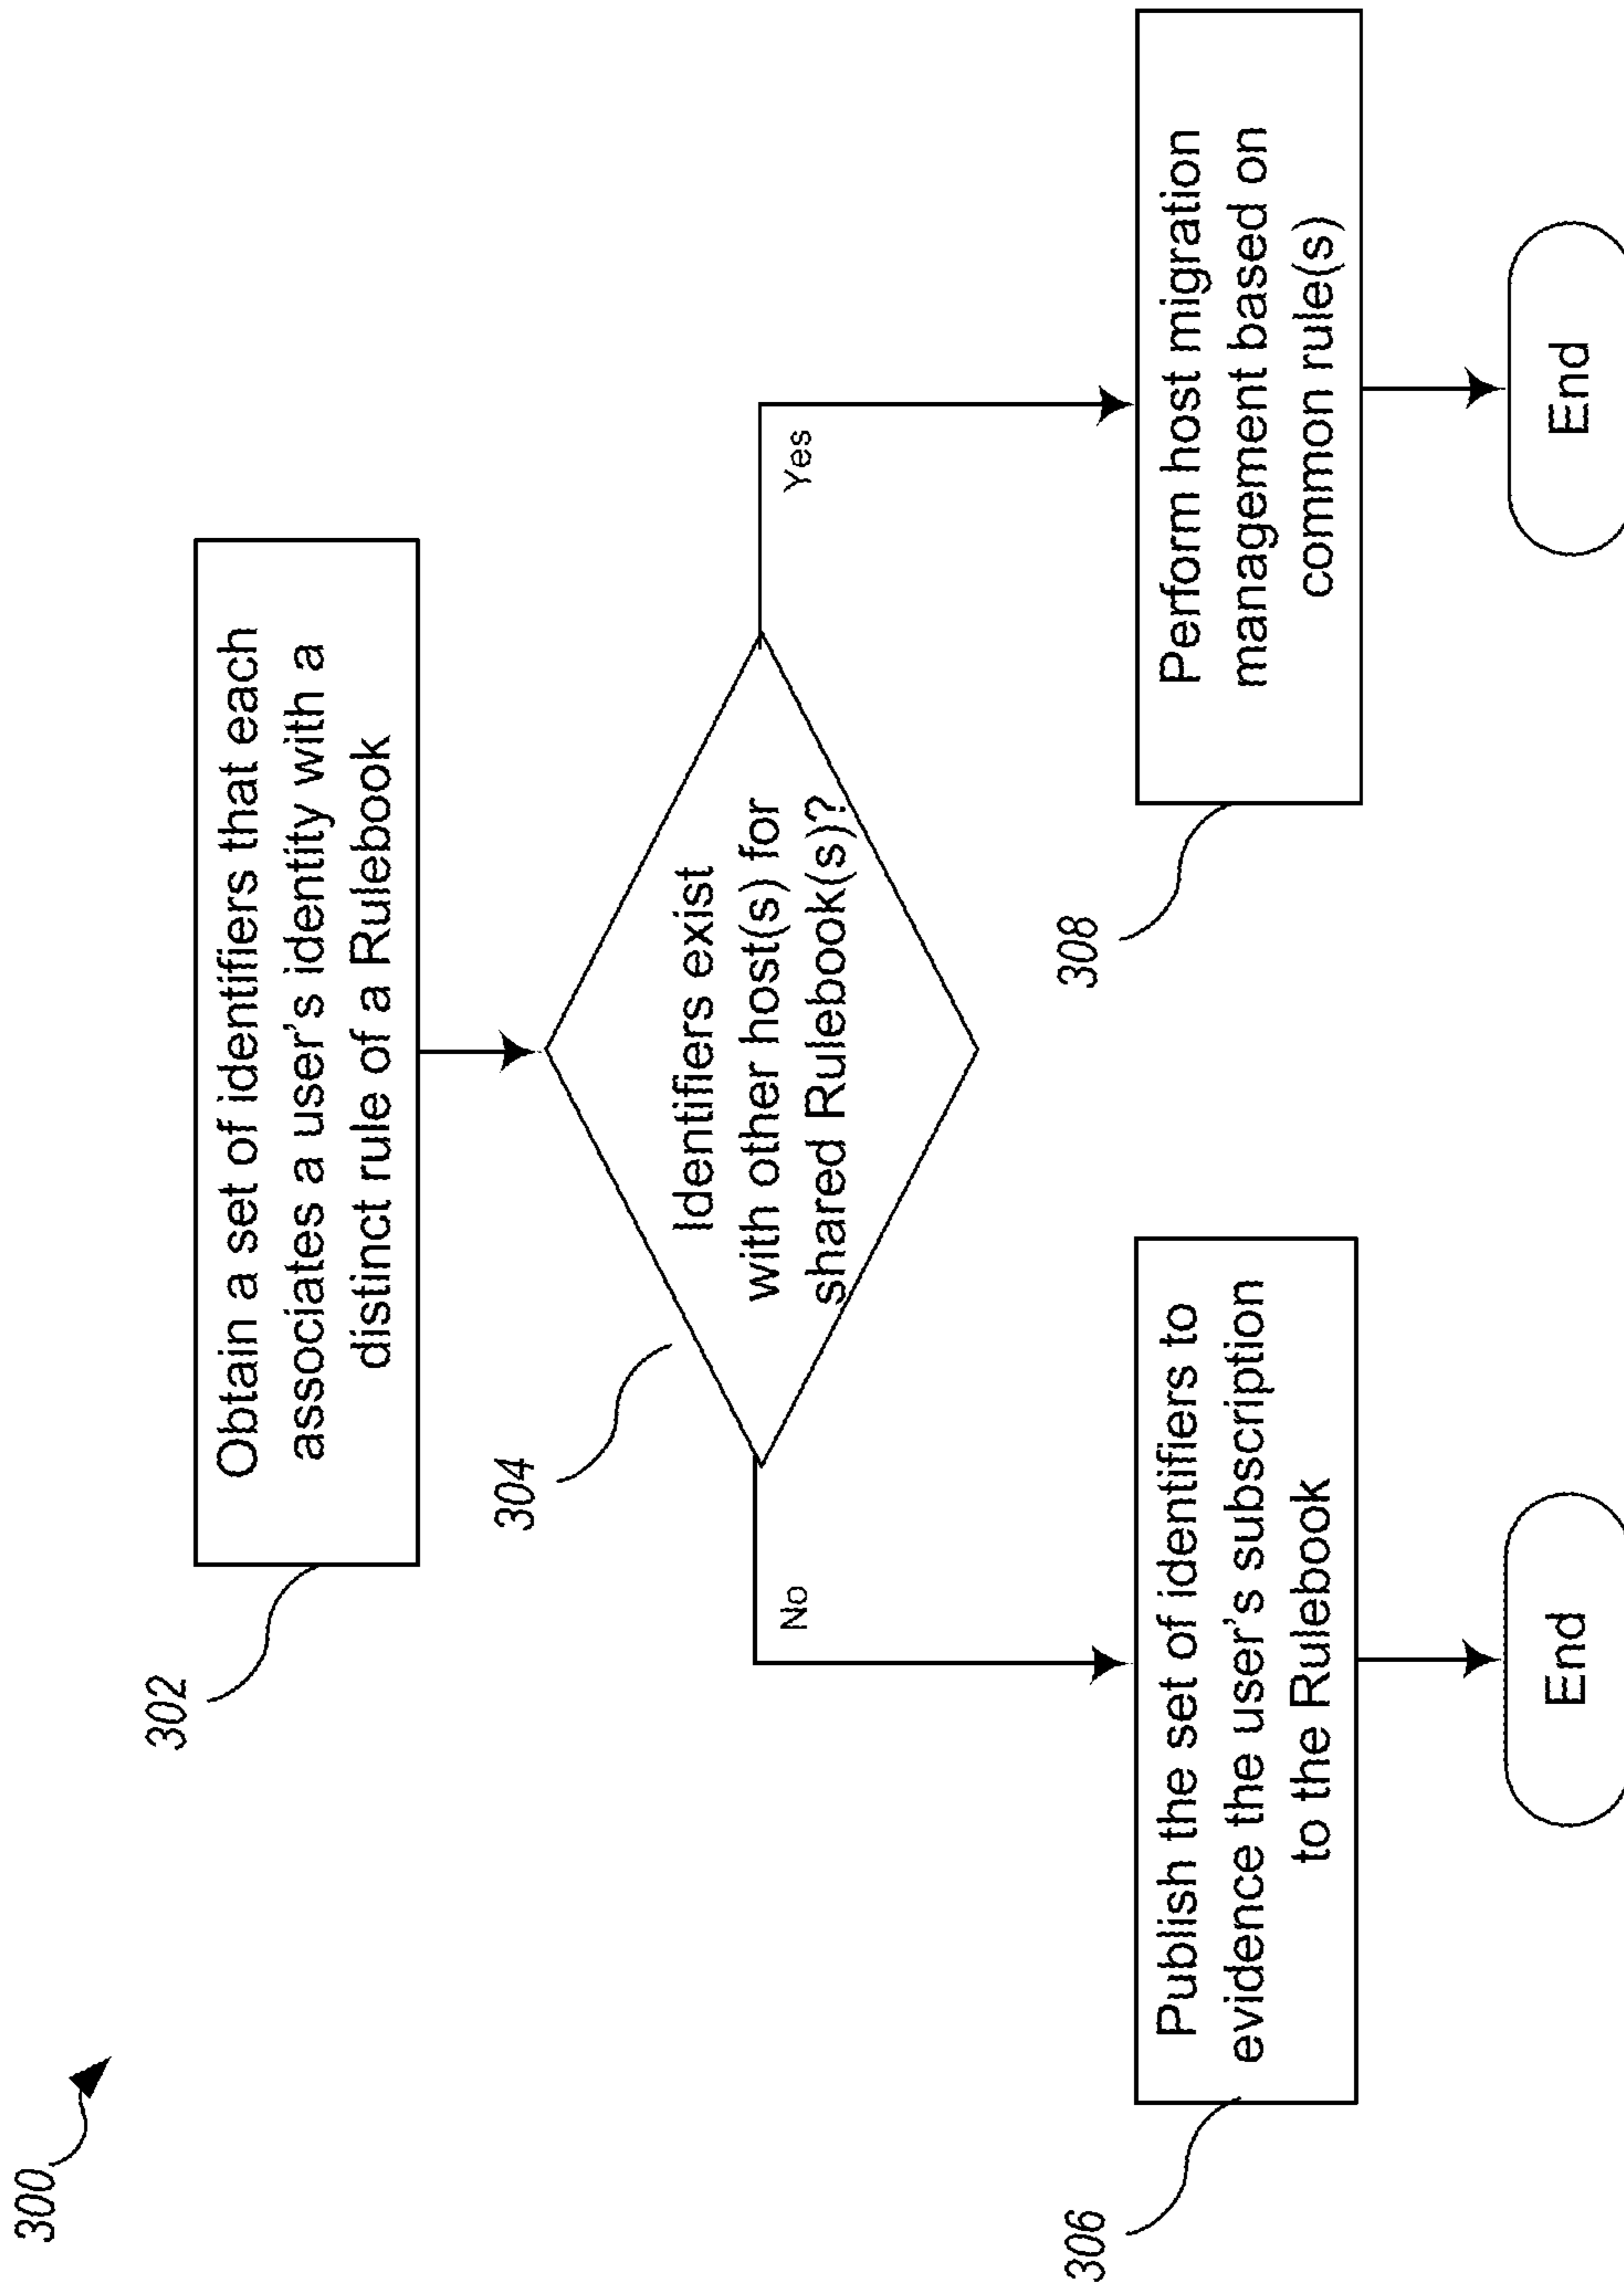 300
302
Obtain a set of identifiers that each
associates a user's identity with a
distinct rule of a Rulebook
304
Identifiers exist
with other host(s) for
shared Rulebook(s)?
No
Yes
306
Publish the set of identifiers to
evidence the user's subscription
to the Rulebook
308
Perform host migration
management based on
common rule(s)
End
End